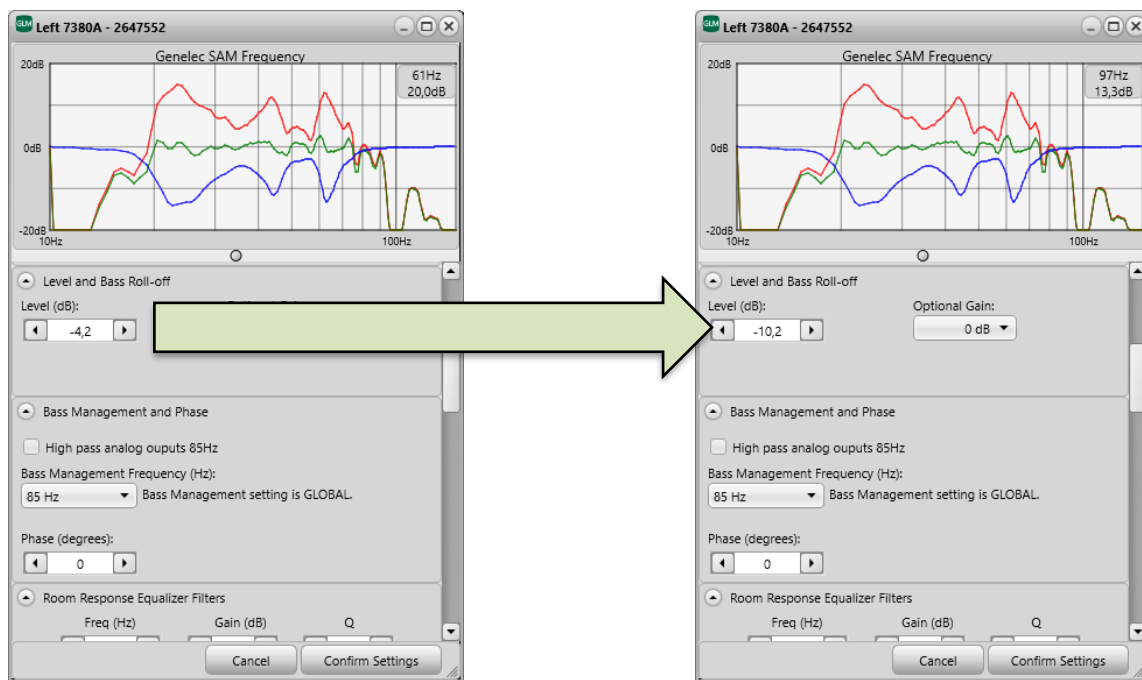 GLM Left 7380A - 2647552
Genelec SAM Frequency
20dB
61Hz
20,0dB
0dB
-20dB
10Hz
100Hz
Level and Bass Roll-off
Level (dB):
-4,2
Bass Management and Phase
High pass analog ouputs 85Hz
Bass Management Frequency (Hz):
85 Hz Bass Management setting is GLOBAL.
Phase (degrees):
0
Room Response Equalizer Filters
Freq (Hz) Gain (dB) Q
Cancel Confirm Settings
GLM Left 7380A - 2647552
Genelec SAM Frequency
20dB
97Hz
13,3dB
0dB
-20dB
10Hz
100Hz
Level and Bass Roll-off
Level (dB): Optional Gain:
-10,2 0 dB
Bass Management and Phase
High pass analog ouputs 85Hz
Bass Management Frequency (Hz):
85 Hz Bass Management setting is GLOBAL.
Phase (degrees):
0
Room Response Equalizer Filters
Freq (Hz) Gain (dB) Q
Cancel Confirm Settings